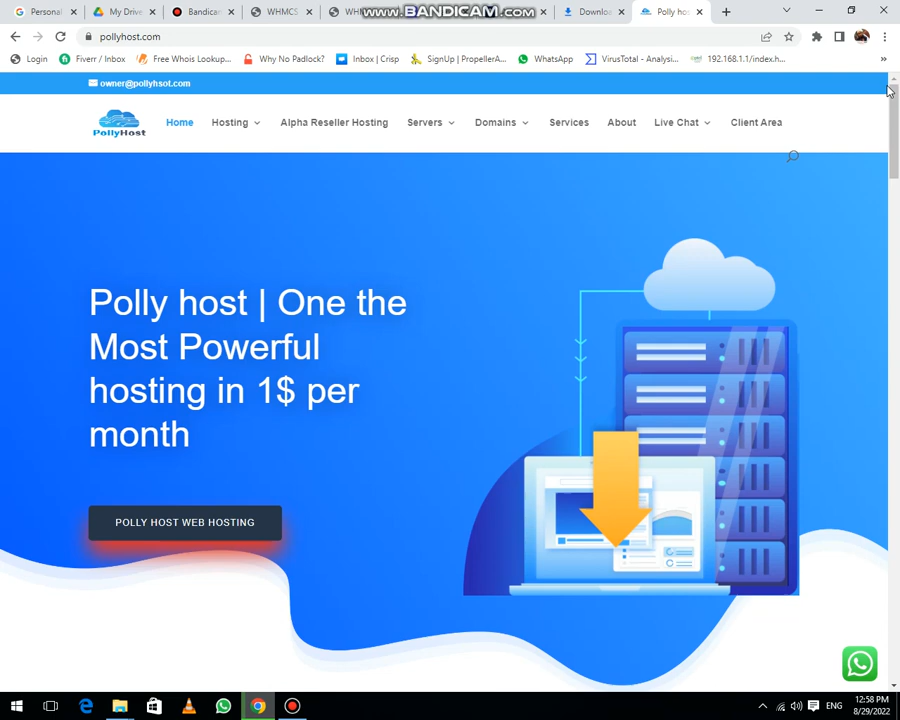 Personal
My Drive
Bandicam
WHMCS
WH
www.BANDICAM.com
Downloa
Polly hos
pollyhost.com
Login
Fiverr / Inbox
Free Whois Lookup...
Why No Padlock?
Inbox | Crisp
SignUp | PropellerA...
WhatsApp
VirusTotal - Analysi...
192.168.1.1/index.h...
owner@pollyhsot.com
PollyHost
Home
Hosting
Alpha Reseller Hosting
Servers
Domains
Services
About
Live Chat
Client Area
Polly host | One the
Most Powerful
hosting in 1$ per
month
POLLY HOST WEB HOSTING
ENG
12:58 PM
8/29/2022